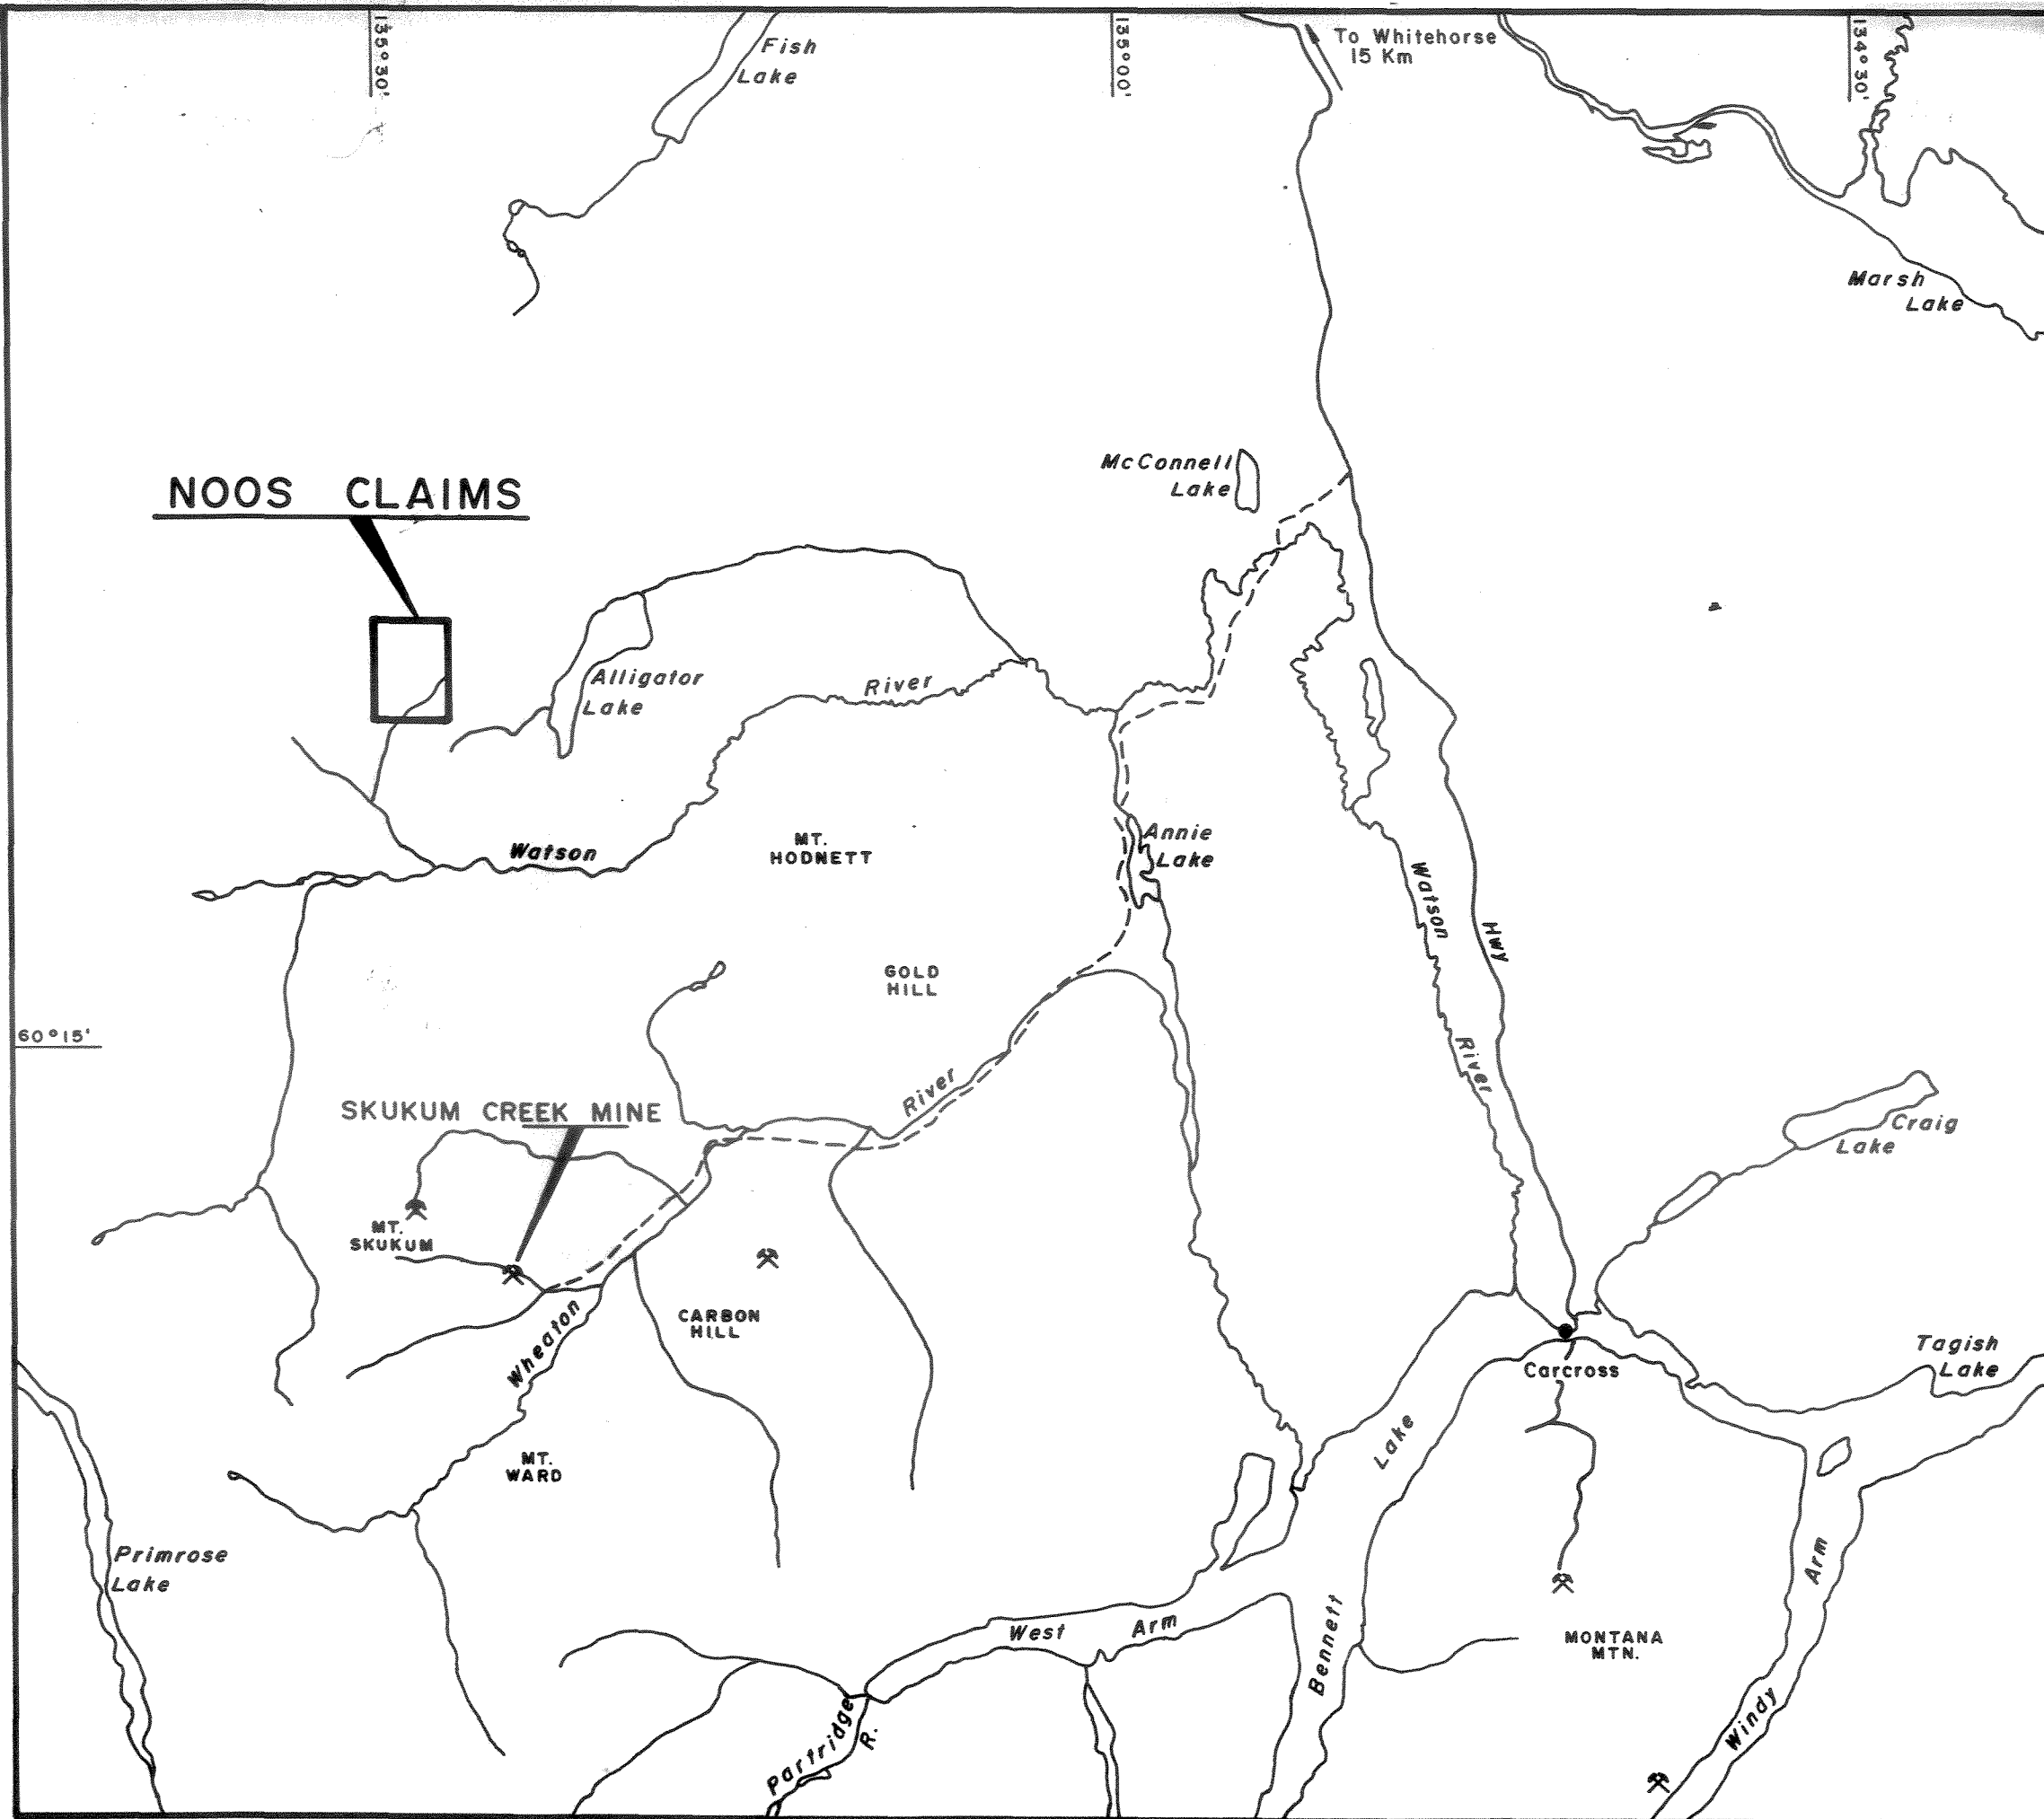 135°30'
Fish
Lake
135°00'
To Whitehorse
15 Km
134°30'
Marsh
Lake
McConnell
Lake
NOOS CLAIMS
Alligator
Lake
River
Watson
MT.
HODNETT
Annie
Lake
Watson
River
Hwy
GOLD
HILL
60°15'
River
SKUKUM CREEK MINE
Craig
Lake
MT.
SKUKUM
Wheaton
CARBON
HILL
Carcross
Tagish
Lake
Lake
MT.
WARD
Primrose
Lake
Arm
West Arm
Bennett
MONTANA
MTN.
Windy
Partridge
R.